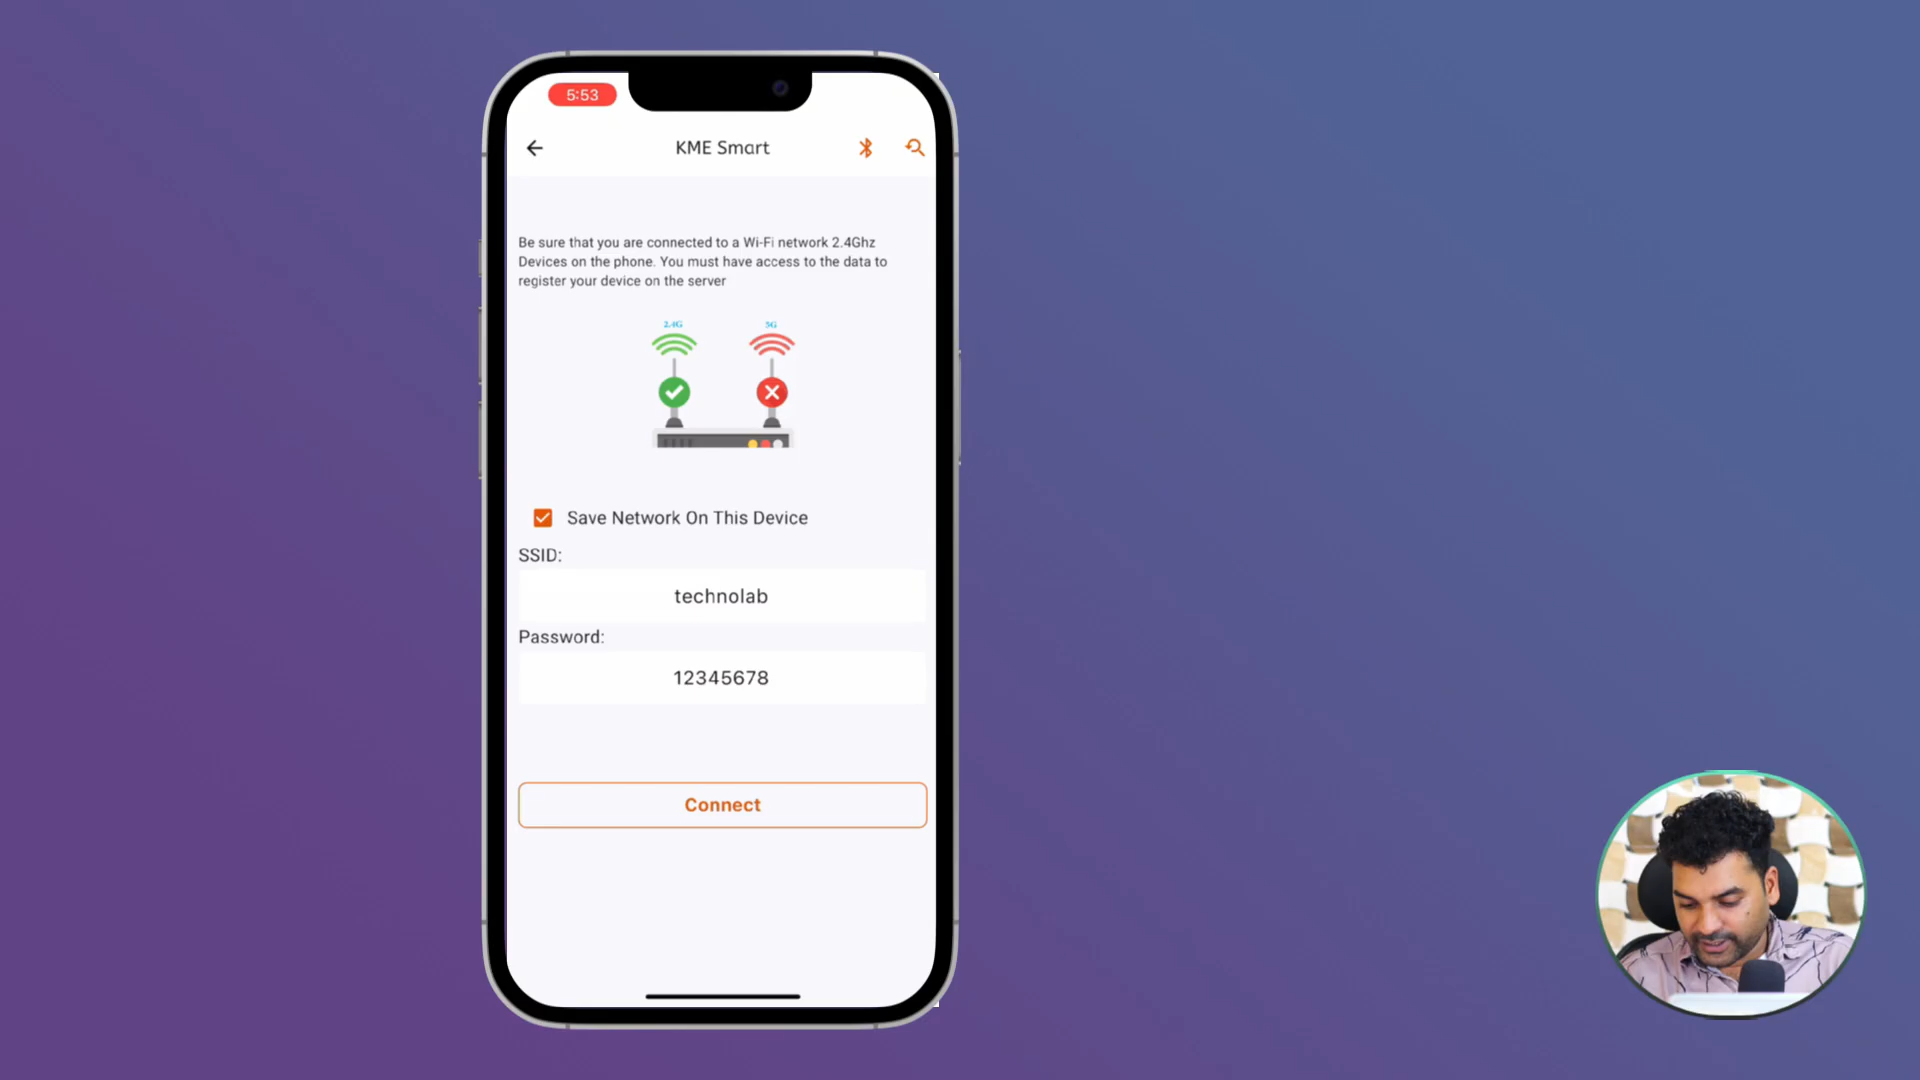 5:53
KME Smart
Be sure that you are connected to a Wi-Fi network 2.4Ghz
Devices on the phone. You must have access to the data to
register your device on the server
2.4G 5G
Save Network On This Device
SSID:
technolab
Password:
12345678
Connect